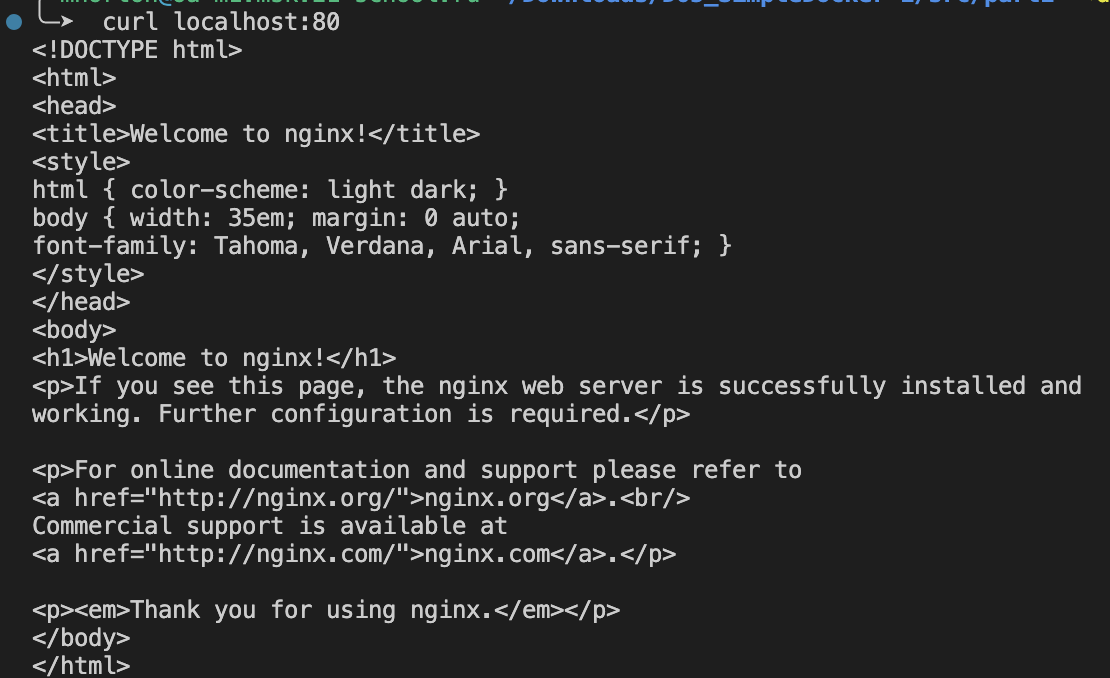 curl localhost:80
<!DOCTYPE html>
<html>
<head>
<title>Welcome to nginx!</title>
<style>
html { color-scheme: light dark; }
body { width: 35em; margin: 0 auto;
font-family: Tahoma, Verdana, Arial, sans-serif; }
</style>
</head>
<body>
<h1>Welcome to nginx!</h1>
<p>If you see this page, the nginx web server is successfully installed and
working. Further configuration is required.</p>

<p>For online documentation and support please refer to
<a href="http://nginx.org/">nginx.org</a>.<br/>
Commercial support is available at
<a href="http://nginx.com/">nginx.com</a>.</p>

<p><em>Thank you for using nginx.</em></p>
</body>
</html>